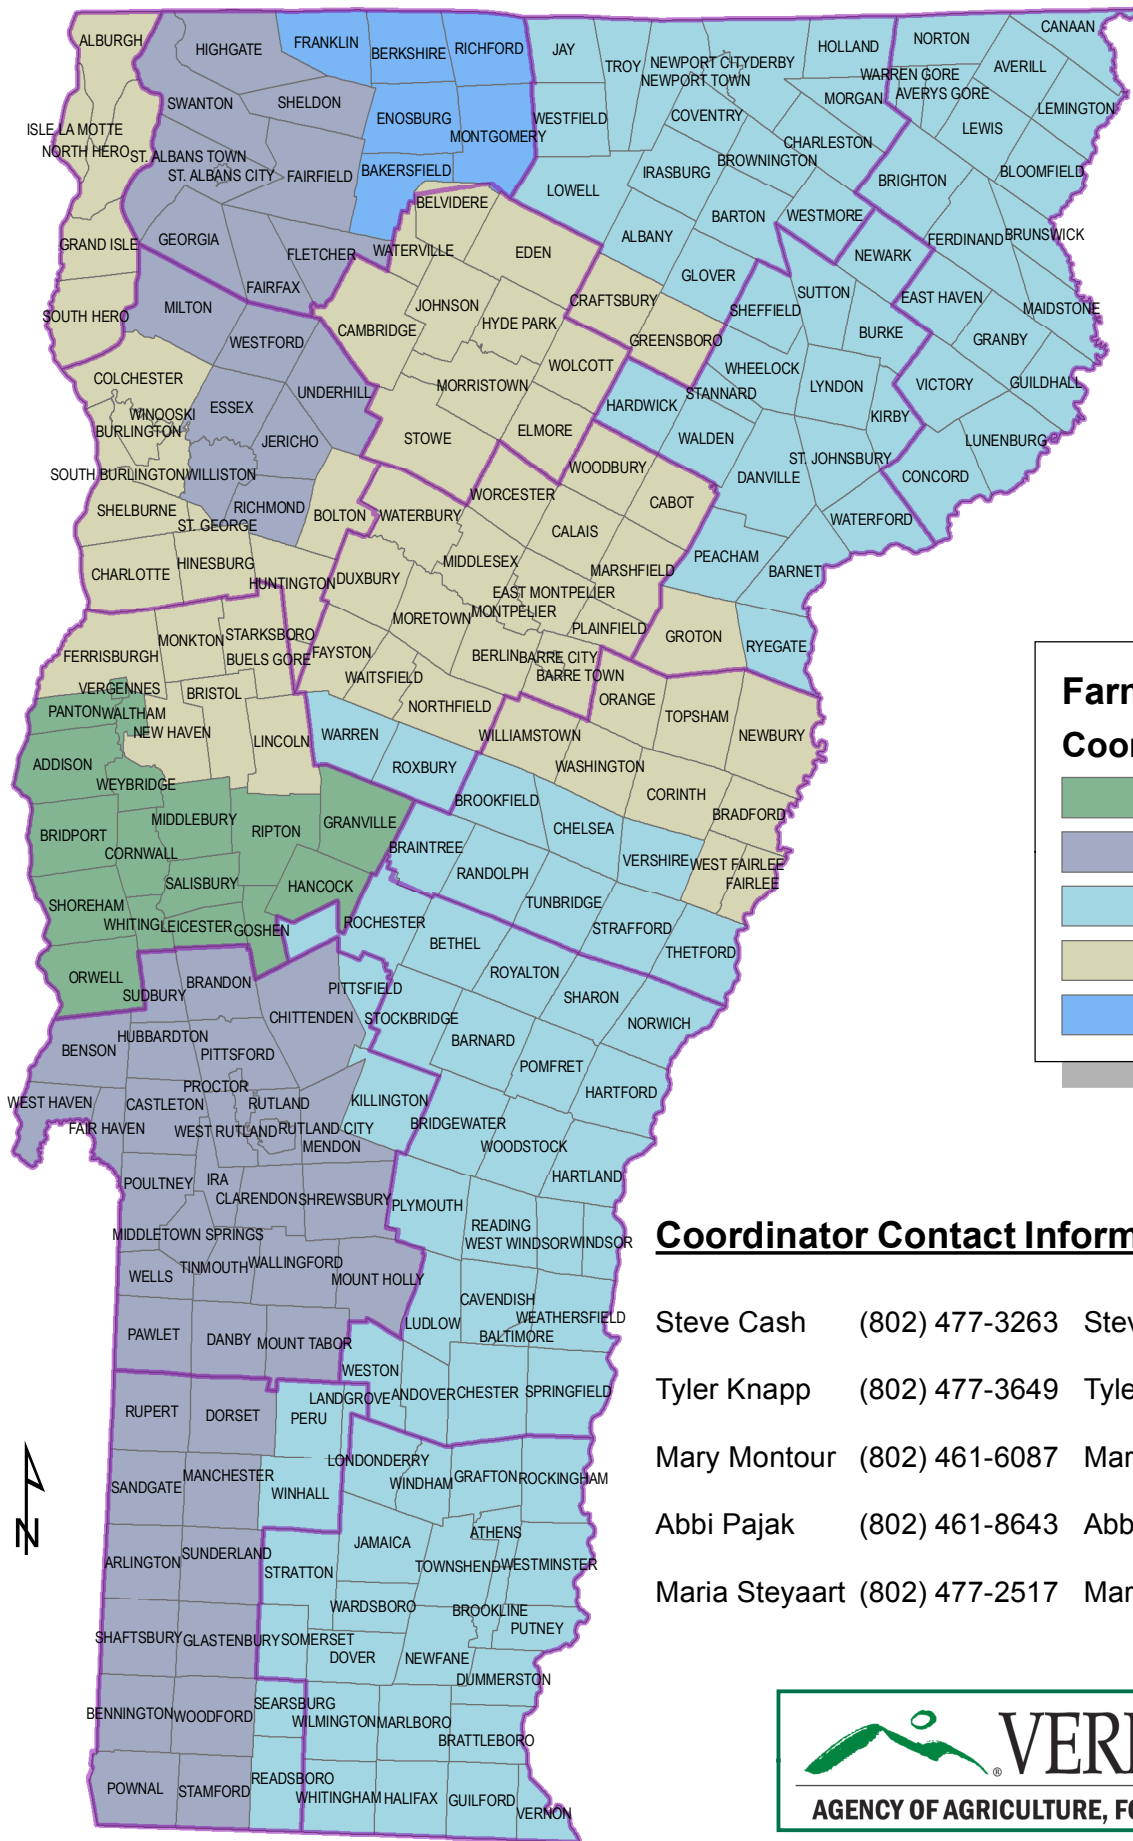 ALBURGH
HIGHGATE
FRANKLIN
BERKSHIRE
RICHFORD
JAY
TROY
NEWPORT CITY
DERBY
NEWPORT TOWN
HOLLAND
NORTON
CANAAN
WARREN GORE
AVERYS GORE
AVERILL
SWANTON
SHELDON
ENOSBURG
MONTGOMERY
WESTFIELD
COVENTRY
MORGAN
LEMINGTON
LEWIS
ISLE LA MOTTE
NORTH HERO
ST. ALBANS TOWN
ST. ALBANS CITY
FAIRFIELD
BAKERSFIELD
LOWELL
IRASBURG
BROWNINGTON
CHARLESTON
BRIGHTON
BLOOMFIELD
BELVIDERE
BARTON
WESTMORE
GRAND ISLE
GEORGIA
FLETCHER
WATERVILLE
EDEN
ALBANY
GLOVER
NEWARK
FERDINAND
BRUNSWICK
FAIRFAX
SOUTH HERO
MILTON
WESTFORD
CAMBRIDGE
JOHNSON
HYDE PARK
CRAFTSBURY
GREENSBORO
SHEFFIELD
SUTTON
BURKE
EAST HAVEN
MAIDSTONE
GRANBY
COLCHESTER
UNDERHILL
WOLCOTT
MORRISTOWN
WHEELOCK
STANNARD
LYNDON
VICTORY
GUILDHALL
WINOOSKI
BURLINGTON
ESSEX
JERICHO
STOWE
ELMORE
HARDWICK
WALDEN
KIRBY
ST. JOHNSBURY
LUNENBURG
SOUTH BURLINGTON
WILLISTON
WOODBURY
DANVILLE
CONCORD
SHELBURNE
ST. GEORGE
RICHMOND
BOLTON
WATERBURY
WORCESTER
CALAIS
CABOT
WATERFORD
CHARLOTTE
HINESBURG
HUNTINGTON
DUXBURY
MIDDLESEX
MARSHFIELD
PEACHAM
BARNET
EAST MONTPELIER
MONTPELIER
MORETOWN
PLAINFIELD
GROTON
RYEGATE
FERRISBURGH
MONKTON
STARKSBORO
BUELS GORE
FAYSTON
WAITSFIELD
BERLIN
BARRE CITY
BARRE TOWN
VERGENNES
PANTON
WALTHAM
BRISTOL
NEW HAVEN
LINCOLN
WARREN
NORTHFIELD
WILLIAMSTOWN
ORANGE
TOPSHAM
NEWBURY
ADDISON
WEYBRIDGE
ROXBURY
WASHINGTON
CORINTH
BRADFORD
BRIDPORT
MIDDLEBURY
CORNWALL
RIPTON
GRANVILLE
BROOKFIELD
CHELSEA
BRAINTREE
RANDOLPH
VERSHIRE
WEST FAIRLEE
FAIRLEE
SHOREHAM
SALISBURY
HANCOCK
WHITING
LEICESTER
GOSHEN
ROCHESTER
BETHEL
TUNBRIDGE
STRAFFORD
THETFORD
ORWELL
SUDBURY
BRANDON
CHITTENDEN
PITTSFIELD
STOCKBRIDGE
ROYALTON
SHARON
NORWICH
BENSON
HUBBARDTON
PITTSFORD
BARNARD
POMFRET
HARTFORD
WEST HAVEN
FAIR HAVEN
CASTLETON
PROCTOR
RUTLAND
WEST RUTLAND
RUTLAND CITY
MENDON
KILLINGTON
BRIDGEWATER
WOODSTOCK
HARTLAND
POULTNEY
IRA
CLARENDON
SHREWSBURY
PLYMOUTH
READING
WEST WINDSOR
WINDSOR
MIDDLETOWN SPRINGS
TINMOUTH
WALLINGFORD
MOUNT HOLLY
WELLS
LUDLOW
CAVENDISH
WEATHERSFIELD
BALTIMORE
PAWLET
DANBY
MOUNT TABOR
WESTON
LANDGROVE
ANDOVER
CHESTER
SPRINGFIELD
RUPERT
DORSET
PERU
LONDONDERRY
WINDHAM
GRAFTON
ROCKINGHAM
SANDGATE
MANCHESTER
WINHALL
ATHENS
ARLINGTON
SUNDERLAND
STRATTON
JAMAICA
TOWNSHEND
WESTMINSTER
WARDSBORO
BROOKLINE
PUTNEY
SHAFTSBURY
GLASTENBURY
SOMERSET
DOVER
NEWFANE
DUMMERSTON
BENNINGTON
WOODFORD
SEARSBURG
WILMINGTON
MARLBORO
BRATTLEBORO
POWNAL
STAMFORD
READSBORO
WHITINGHAM
HALIFAX
GUILFORD
VERNON
N
Farm
Coor
Coordinator Contact Inform
Steve Cash (802) 477-3263 Stev
Tyler Knapp (802) 477-3649 Tyle
Mary Montour (802) 461-6087 Mar
Abbi Pajak (802) 461-8643 Abb
Maria Steyaart (802) 477-2517 Mar
® VERM
AGENCY OF AGRICULTURE, FO